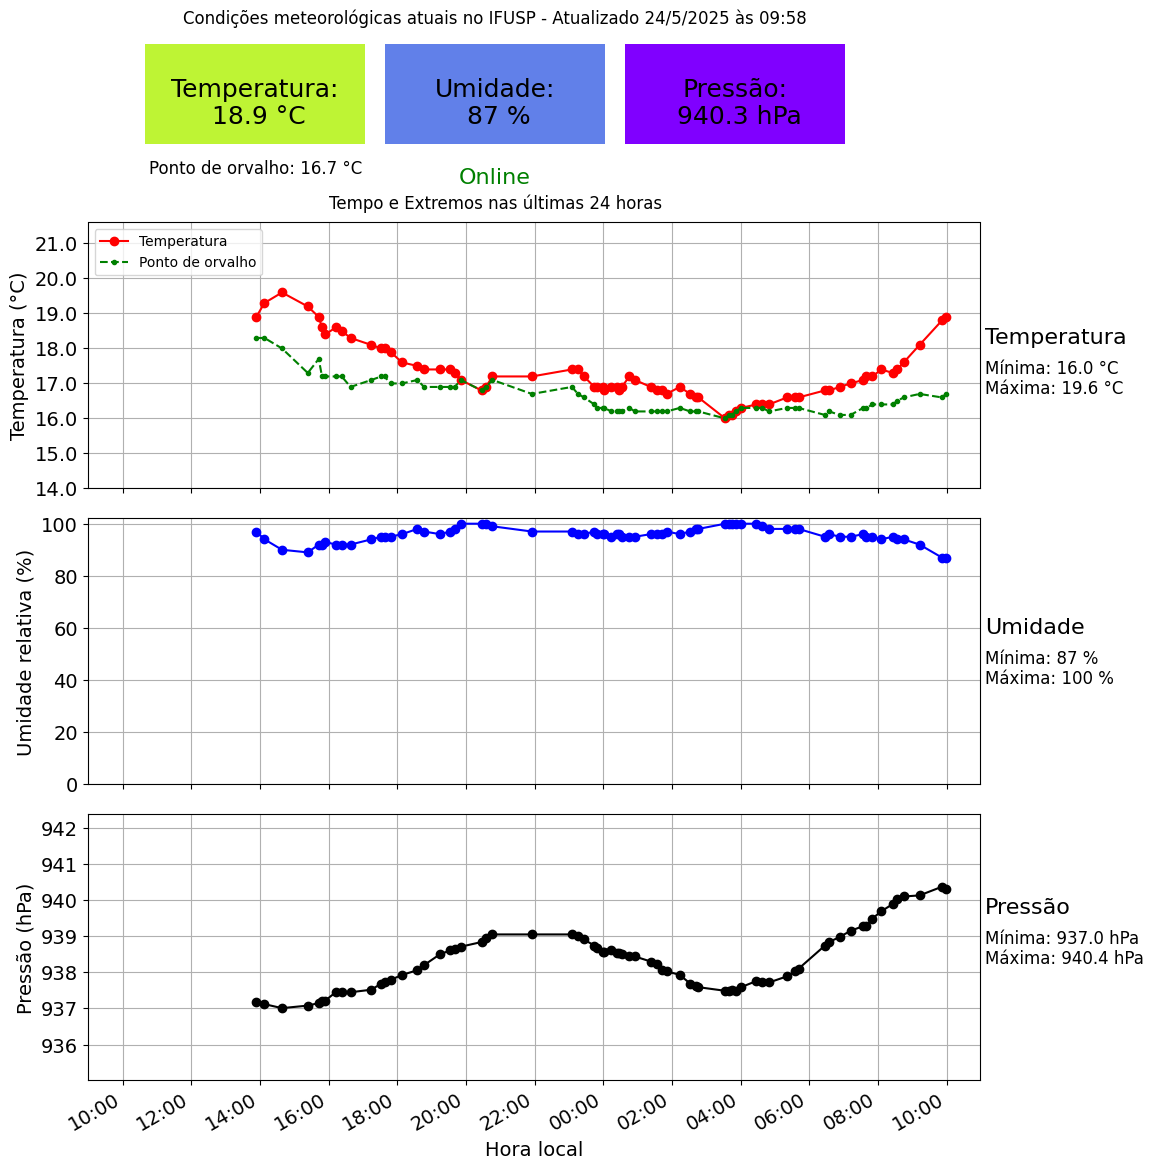 Condições meteorológicas atuais no IFUSP - Atualizado 24/5/2025 às 09:58
Temperatura:
18.9 °C
Umidade:
87 %
Pressão:
940.3 hPa
Ponto de orvalho: 16.7 °C
Online
Tempo e Extremos nas últimas 24 horas
Temperatura (°C)
21.0
20.0
19.0
18.0
17.0
16.0
15.0
14.0
Temperatura
Ponto de orvalho
Temperatura
Mínima: 16.0 °C
Máxima: 19.6 °C
Umidade relativa (%)
100
80
60
40
20
0
Umidade
Mínima: 87 %
Máxima: 100 %
Pressão (hPa)
942
941
940
939
938
937
936
Pressão
Mínima: 937.0 hPa
Máxima: 940.4 hPa
10:00 12:00 14:00 16:00 18:00 20:00 22:00 00:00 02:00 04:00 06:00 08:00 10:00
Hora local